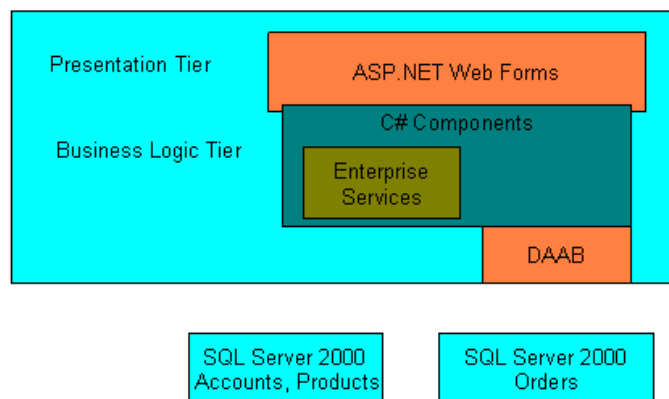 Presentation Tier
ASP.NET Web Forms
C# Components
Business Logic Tier
Enterprise
Services
DAAB
SQL Server 2000
Accounts, Products
SQL Server 2000
Orders